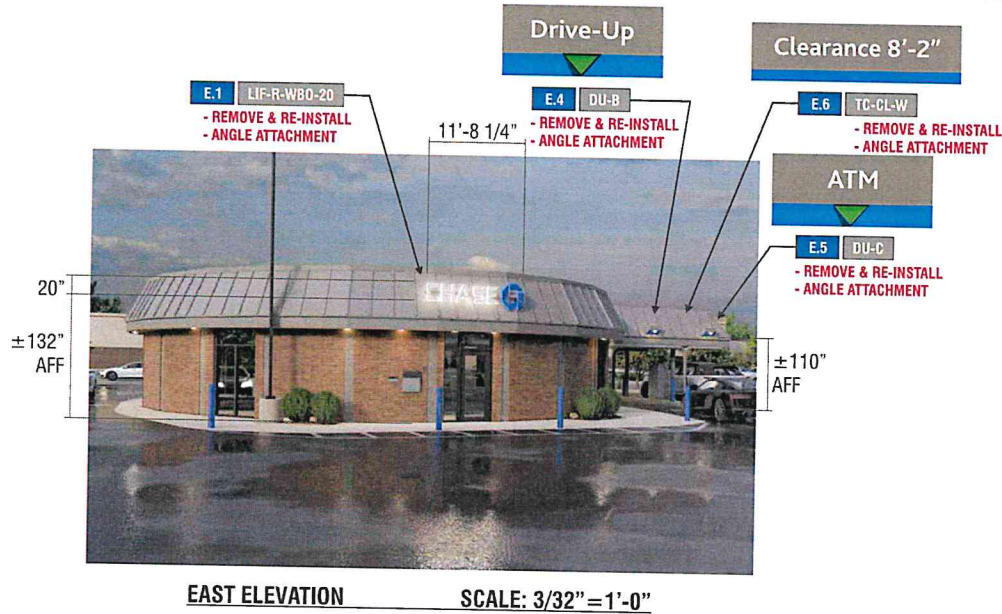 Drive-Up
Clearance 8'-2"
E.1 LIF-R-WBO-20
- REMOVE & RE-INSTALL
- ANGLE ATTACHMENT
E.4 DU-B
- REMOVE & RE-INSTALL
- ANGLE ATTACHMENT
E.6 TC-CL-W
- REMOVE & RE-INSTALL
- ANGLE ATTACHMENT
11'-8 1/4"
ATM
E.5 DU-C
- REMOVE & RE-INSTALL
- ANGLE ATTACHMENT
20"
CHASE
±132"
AFF
±110"
AFF
EAST ELEVATION SCALE: 3/32"=1'-0"